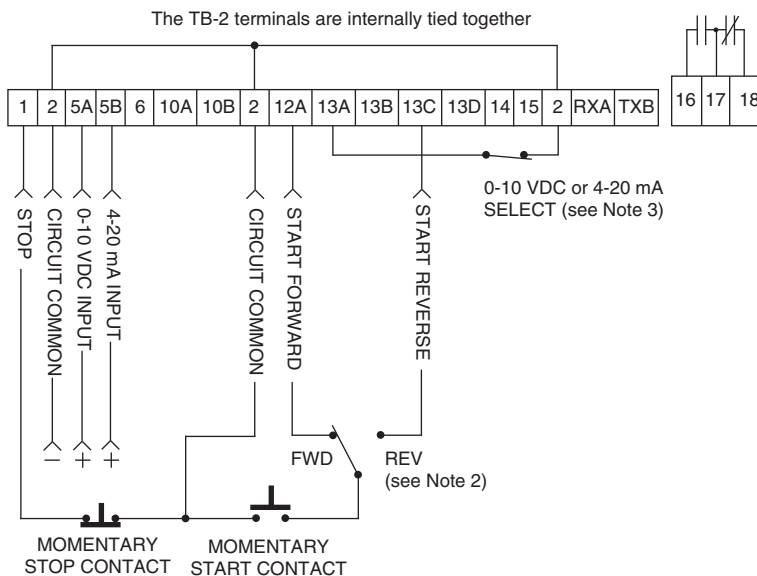 The TB-2 terminals are internally tied together
1 2 5A 5B 6 10A 10B 2 12A 13A 13B 13C 13D 14 15 2 RXA TXB
16 17 18
STOP
CIRCUIT COMMON
0-10 VDC INPUT
4-20 mA INPUT
CIRCUIT COMMON
START FORWARD
START REVERSE
0-10 VDC or 4-20 mA
SELECT (see Note 3)
− + +
FWD
REV
(see Note 2)
MOMENTARY
STOP CONTACT
MOMENTARY
START CONTACT